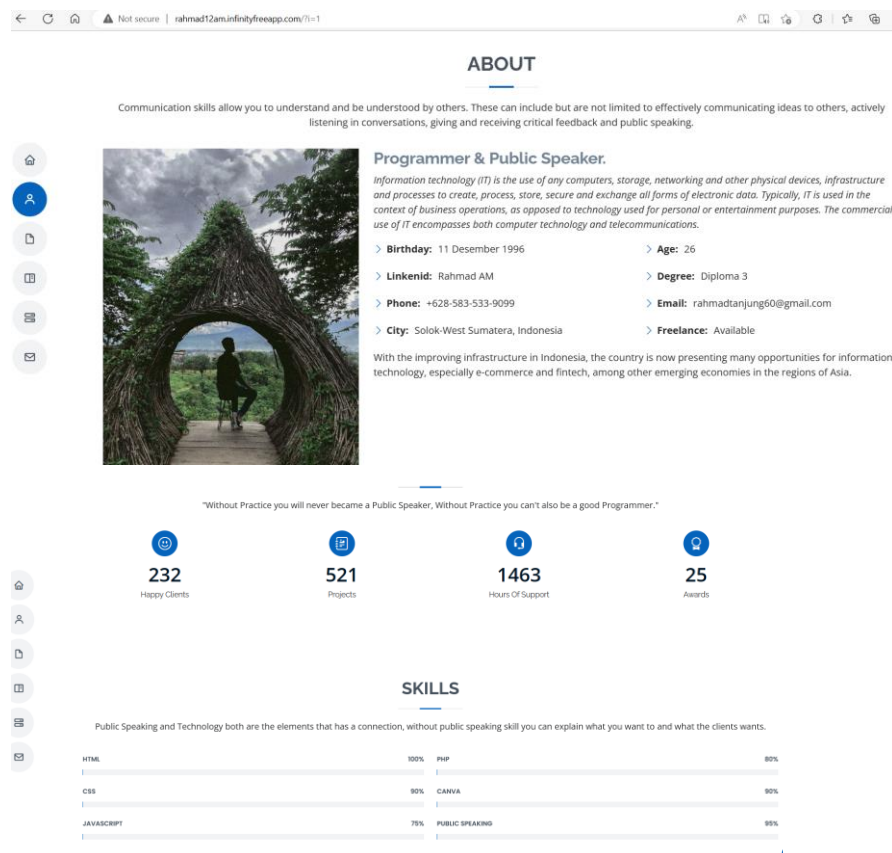 Not secure | rahmad12am.infinityfreeapp.com/?i=1
ABOUT
Communication skills allow you to understand and be understood by others. These can include but are not limited to effectively communicating ideas to others, actively
listening in conversations, giving and receiving critical feedback and public speaking.
Programmer & Public Speaker.
Information technology (IT) is the use of any computers, storage, networking and other physical devices, infrastructure
and processes to create, process, store, secure and exchange all forms of electronic data. Typically, IT is used in the
context of business operations, as opposed to technology used for personal or entertainment purposes. The commercial
use of IT encompasses both computer technology and telecommunications.
Birthday: 11 Desember 1996
Age: 26
Linkenid: Rahmad AM
Degree: Diploma 3
Phone: +628-583-533-9099
Email: rahmadtanjung60@gmail.com
City: Solok-West Sumatera, Indonesia
Freelance: Available
With the improving infrastructure in Indonesia, the country is now presenting many opportunities for information
technology, especially e-commerce and fintech, among other emerging economies in the regions of Asia.
"Without Practice you will never became a Public Speaker, Without Practice you can't also be a good Programmer."
232
Happy Clients
521
Projects
1463
Hours Of Support
25
Awards
SKILLS
Public Speaking and Technology both are the elements that has a connection, without public speaking skill you can explain what you want to and what the clients wants.
HTML 100%
PHP 80%
CSS 90%
CANVA 90%
JAVASCRIPT 75%
PUBLIC SPEAKING 95%